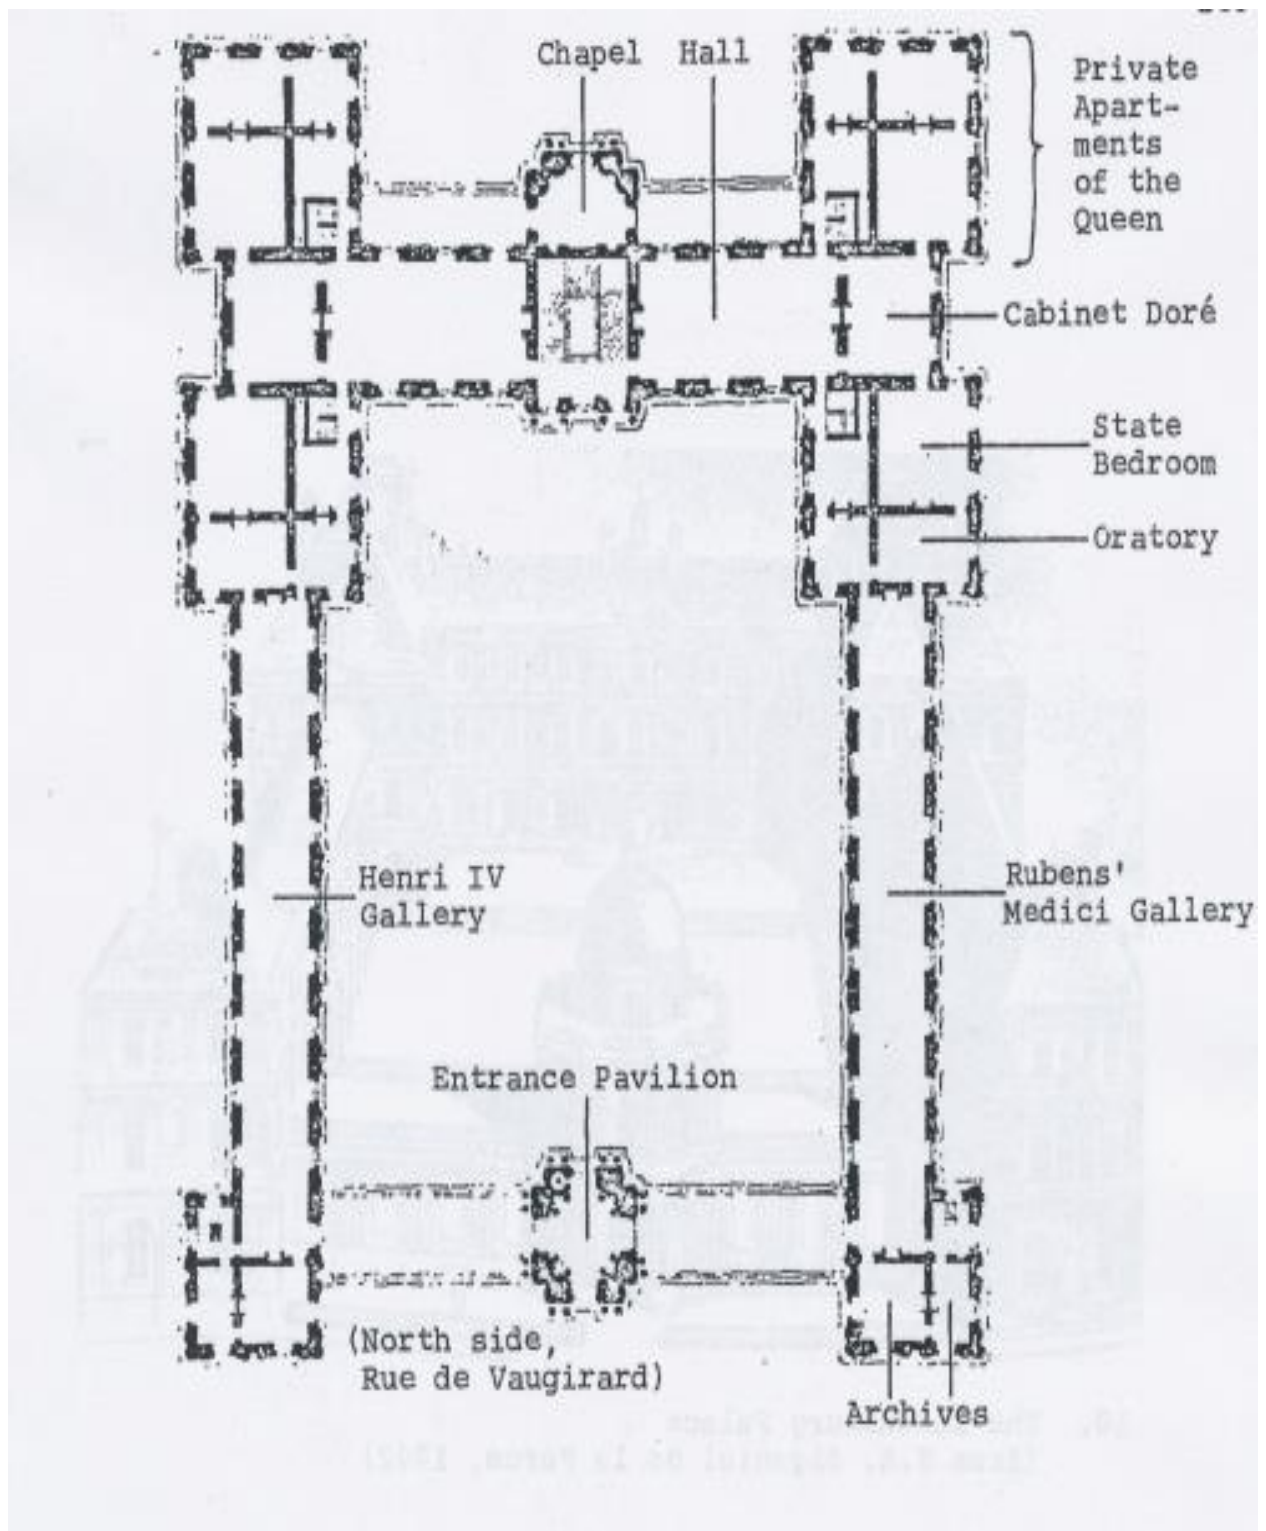 Chapel
Hall
Private
Apart-
ments
of the
Queen
Cabinet Doré
State
Bedroom
Oratory
Henri IV
Gallery
Rubens'
Medici Gallery
Entrance Pavilion
(North side,
Rue de Vaugirard)
Archives